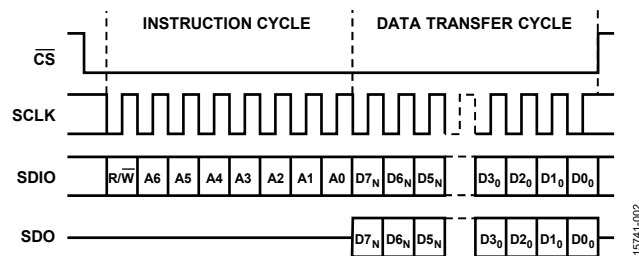 INSTRUCTION CYCLE DATA TRANSFER CYCLE
CS
SCLK
SDIO R/W A6 A5 A4 A3 A2 A1 A0 D7N D6N D5N D30 D20 D10 D00
SDO D7N D6N D5N D30 D20 D10 D00
15741-002